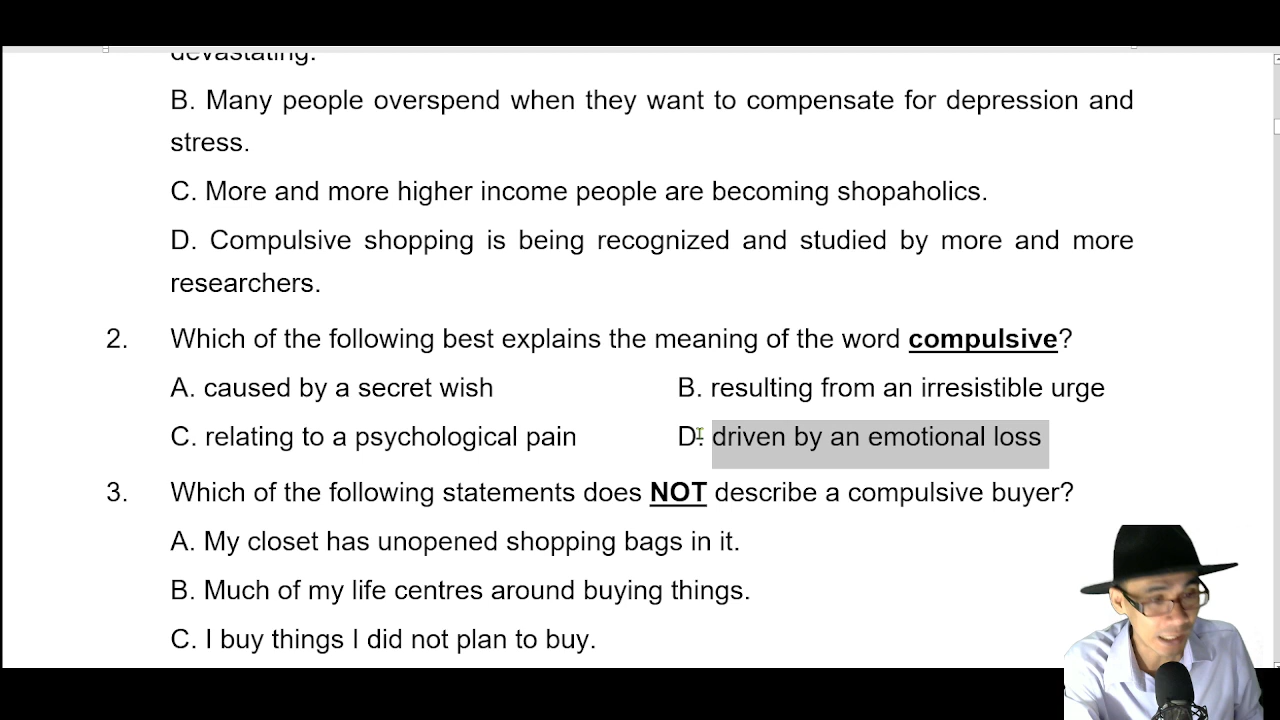 devastating.
B. Many people overspend when they want to compensate for depression and
stress.
C. More and more higher income people are becoming shopaholics.
D. Compulsive shopping is being recognized and studied by more and more
researchers.
2. Which of the following best explains the meaning of the word compulsive?
A. caused by a secret wish B. resulting from an irresistible urge
C. relating to a psychological pain D. driven by an emotional loss
3. Which of the following statements does NOT describe a compulsive buyer?
A. My closet has unopened shopping bags in it.
B. Much of my life centres around buying things.
C. I buy things I did not plan to buy.